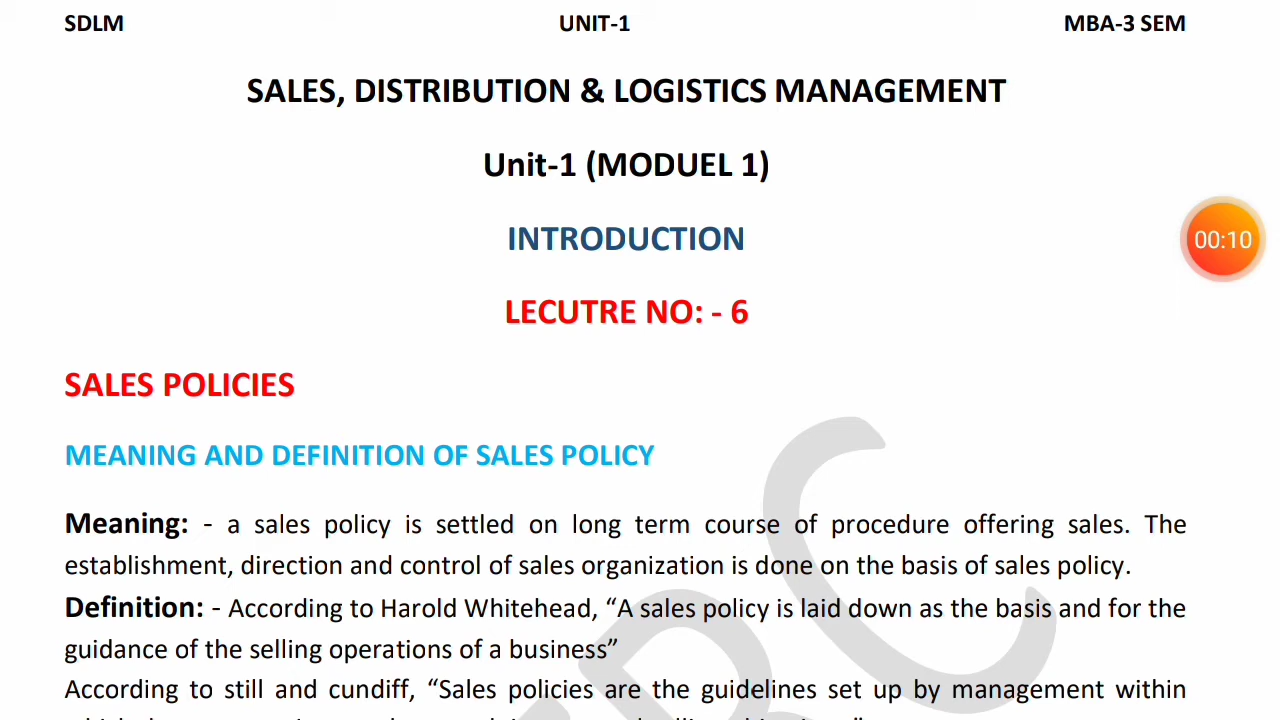 SDLM UNIT-1 MBA-3 SEM
SALES, DISTRIBUTION & LOGISTICS MANAGEMENT
Unit-1 (MODUEL 1)
INTRODUCTION
00:10
LECUTRE NO: - 6
SALES POLICIES
MEANING AND DEFINITION OF SALES POLICY
Meaning: - a sales policy is settled on long term course of procedure offering sales. The
establishment, direction and control of sales organization is done on the basis of sales policy.
Definition: - According to Harold Whitehead, “A sales policy is laid down as the basis and for the
guidance of the selling operations of a business”
According to still and cundiff, “Sales policies are the guidelines set up by management within